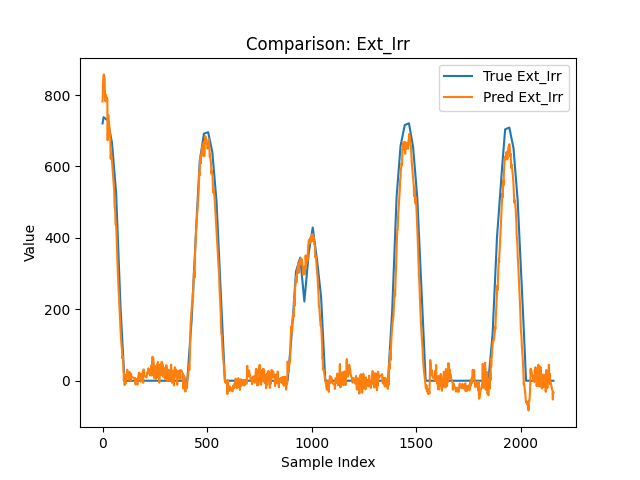 Comparison: Ext_Irr
True Ext_Irr
Pred Ext_Irr
Value
800
600
400
200
0
0
500
1000
1500
2000
Sample Index